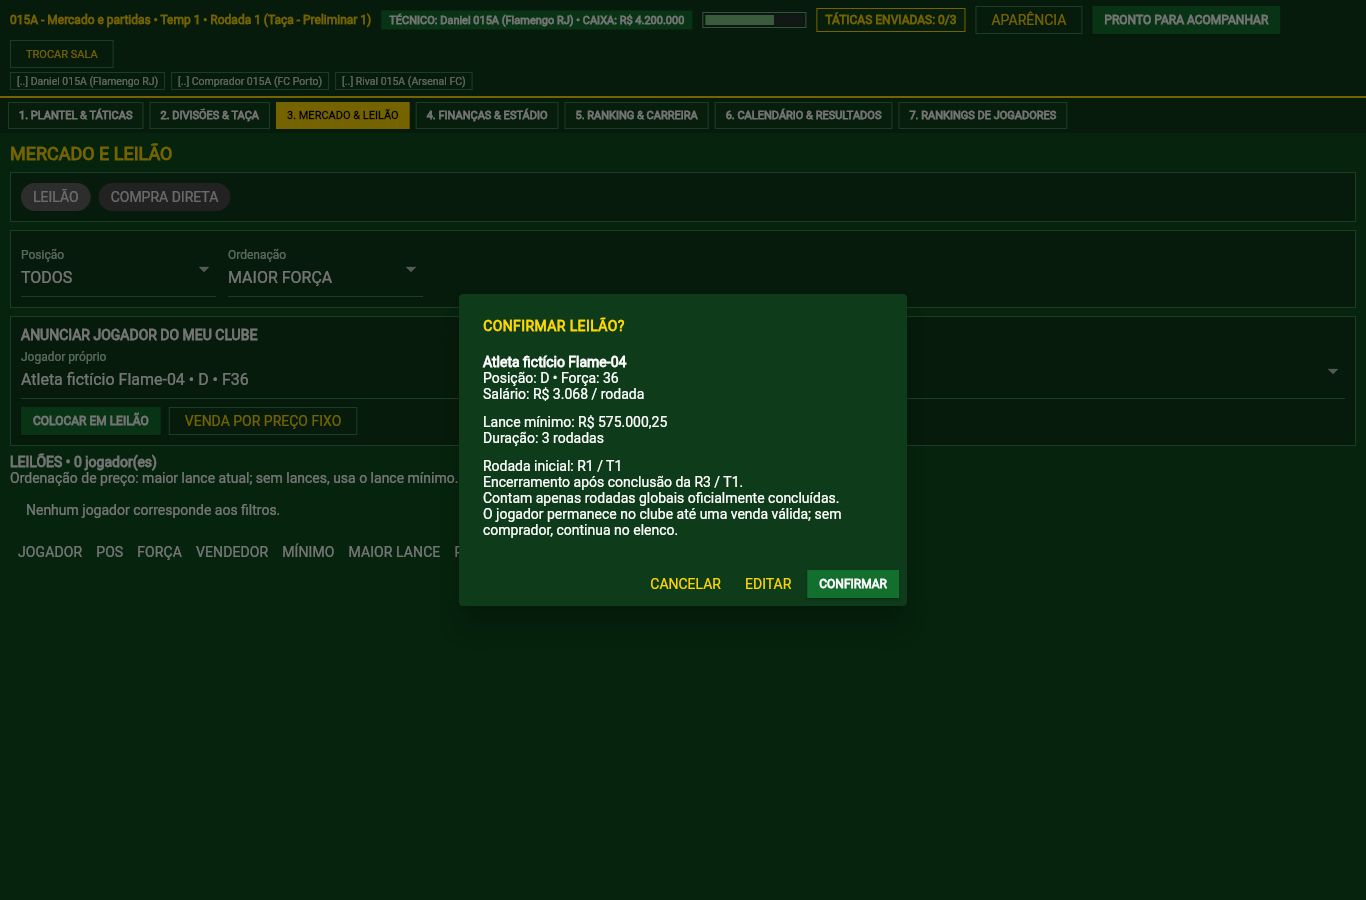 015A - Mercado e partidas • Temp 1 • Rodada 1 (Taça - Preliminar 1)
TÉCNICO: Daniel 015A (Flamengo RJ) • CAIXA: R$ 4.200.000
TÁTICAS ENVIADAS: 0/3
APARÊNCIA
PRONTO PARA ACOMPANHAR
TROCAR SALA
[..] Daniel 015A (Flamengo RJ)
[..] Comprador 015A (FC Porto)
[..] Rival 015A (Arsenal FC)
1. PLANTEL & TÁTICAS
2. DIVISÕES & TAÇA
3. MERCADO & LEILÃO
4. FINANÇAS & ESTÁDIO
5. RANKING & CARREIRA
6. CALENDÁRIO & RESULTADOS
7. RANKINGS DE JOGADORES
MERCADO E LEILÃO
LEILÃO
COMPRA DIRETA
Posição
TODOS
Ordenação
MAIOR FORÇA
ANUNCIAR JOGADOR DO MEU CLUBE
Jogador próprio
Atleta fictício Flame-04 • D • F36
COLOCAR EM LEILÃO
VENDA POR PREÇO FIXO
LEILÕES • 0 jogador(es)
Ordenação de preço: maior lance atual; sem lances, usa o lance mínimo.
Nenhum jogador corresponde aos filtros.
JOGADOR POS FORÇA VENDEDOR MÍNIMO MAIOR LANCE
CONFIRMAR LEILÃO?
Atleta fictício Flame-04
Posição: D • Força: 36
Salário: R$ 3.068 / rodada
Lance mínimo: R$ 575.000,25
Duração: 3 rodadas
Rodada inicial: R1 / T1
Encerramento após conclusão da R3 / T1.
Contam apenas rodadas globais oficialmente concluídas.
O jogador permanece no clube até uma venda válida; sem
comprador, continua no elenco.
CANCELAR
EDITAR
CONFIRMAR